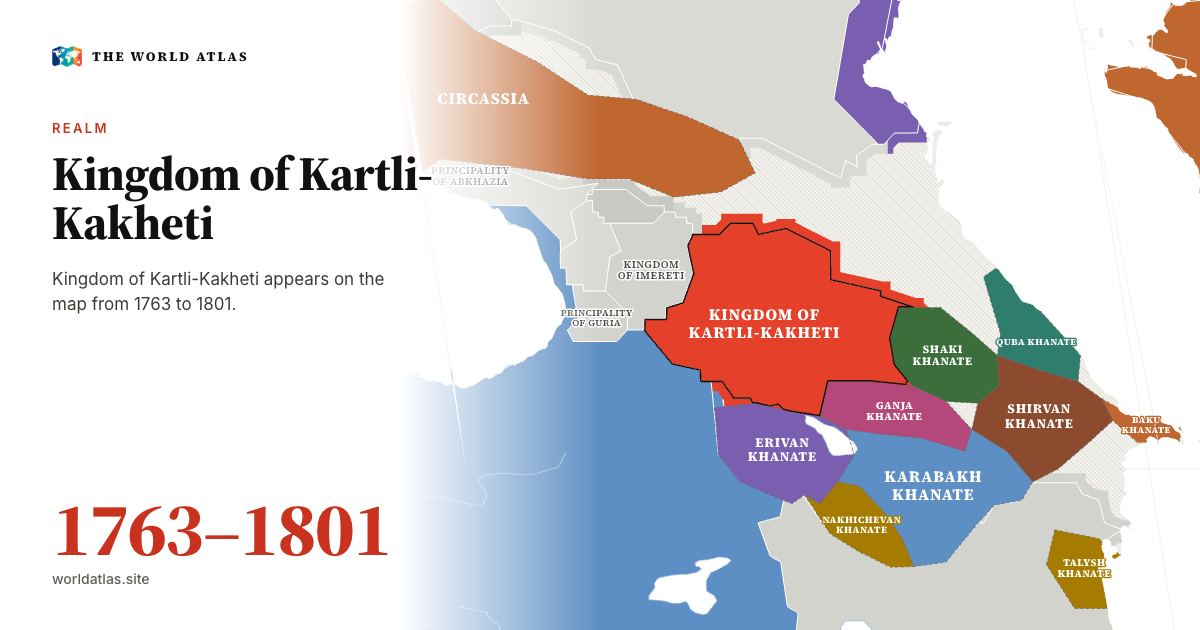 THE WORLD ATLAS
REALM
Kingdom of Kartli-
Kakheti
Kingdom of Kartli-Kakheti appears on the
map from 1763 to 1801.
1763–1801
worldatlas.site
CIRCASSIA
PRINCIPALITY
OF ABKHAZIA
KINGDOM
OF IMERETI
PRINCIPALITY
OF GURIA
KINGDOM OF
KARTLI-KAKHETI
SHAKI
KHANATE
QUBA KHANATE
GANJA
KHANATE
SHIRVAN
KHANATE
BAKU
KHANATE
ERIVAN
KHANATE
KARABAKH
KHANATE
NAKHICHEVAN
KHANATE
TALYSH
KHANATE